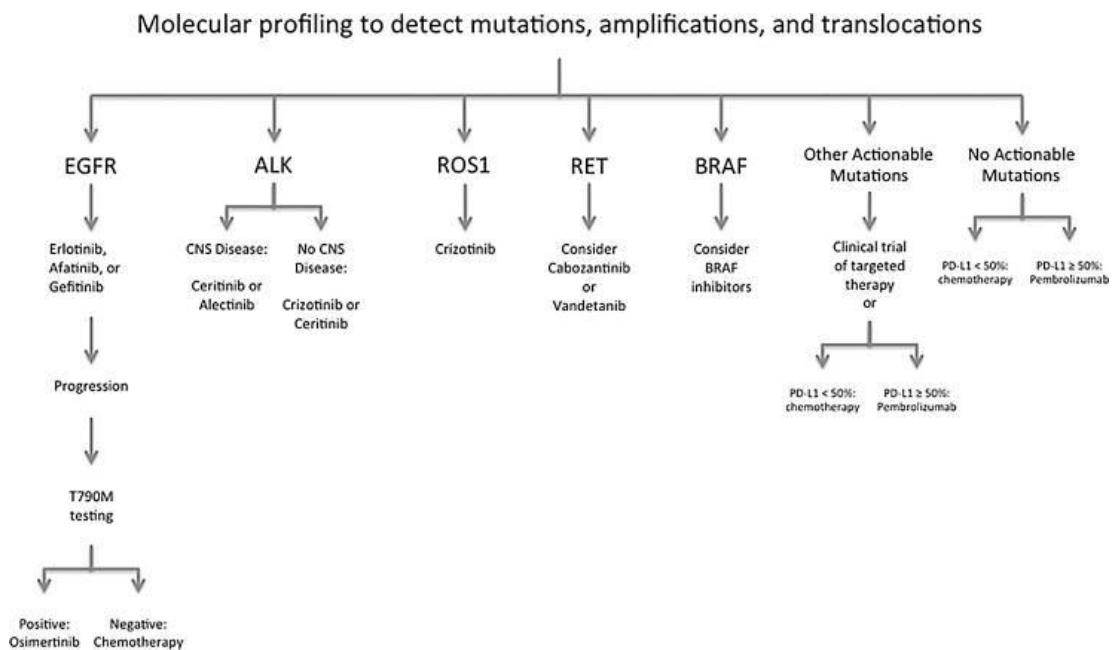 Molecular profiling to detect mutations, amplifications, and translocations
EGFR
ALK
ROS1
RET
BRAF
Other Actionable
Mutations
No Actionable
Mutations
Erlotinib,
Afatinib, or
Gefitinib
CNS Disease:
Ceritinib or
Alectinib
No CNS
Disease:
Crizotinib or
Ceritinib
Crizotinib
Consider
Cabozantinib
or
Vandetanib
Consider
BRAF
inhibitors
Clinical trial
of targeted
therapy
or
PD-L1 < 50%:
chemotherapy
PD-L1 ≥ 50%:
Pembrolizumab
Progression
PD-L1 < 50%:
chemotherapy
PD-L1 ≥ 50%:
Pembrolizumab
T790M
testing
Positive:
Osimertinib
Negative:
Chemotherapy